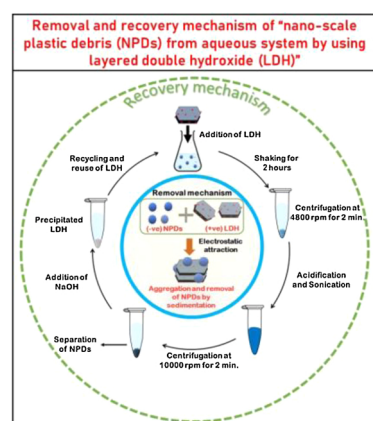 Removal and recovery mechanism of "nano-scale
plastic debris (NPDs) from aqueous system by using
layered double hydroxide (LDH)"
Recovery mechanism
Addition of LDH
Shaking for
2 hours
Centrifugation at
4800 rpm for 2 min
Acidification
and Sonication
Centrifugation at
10000 rpm for 2 min.
Separation
of NPDs
Addition of
NaOH
Precipitated
LDH
Recycling and
reuse of LDH
Removal mechanism
(-ve) NPDs
(+ve) LDH
Electrostatic
attraction
Aggregation and removal
of NPDs by
sedimentation